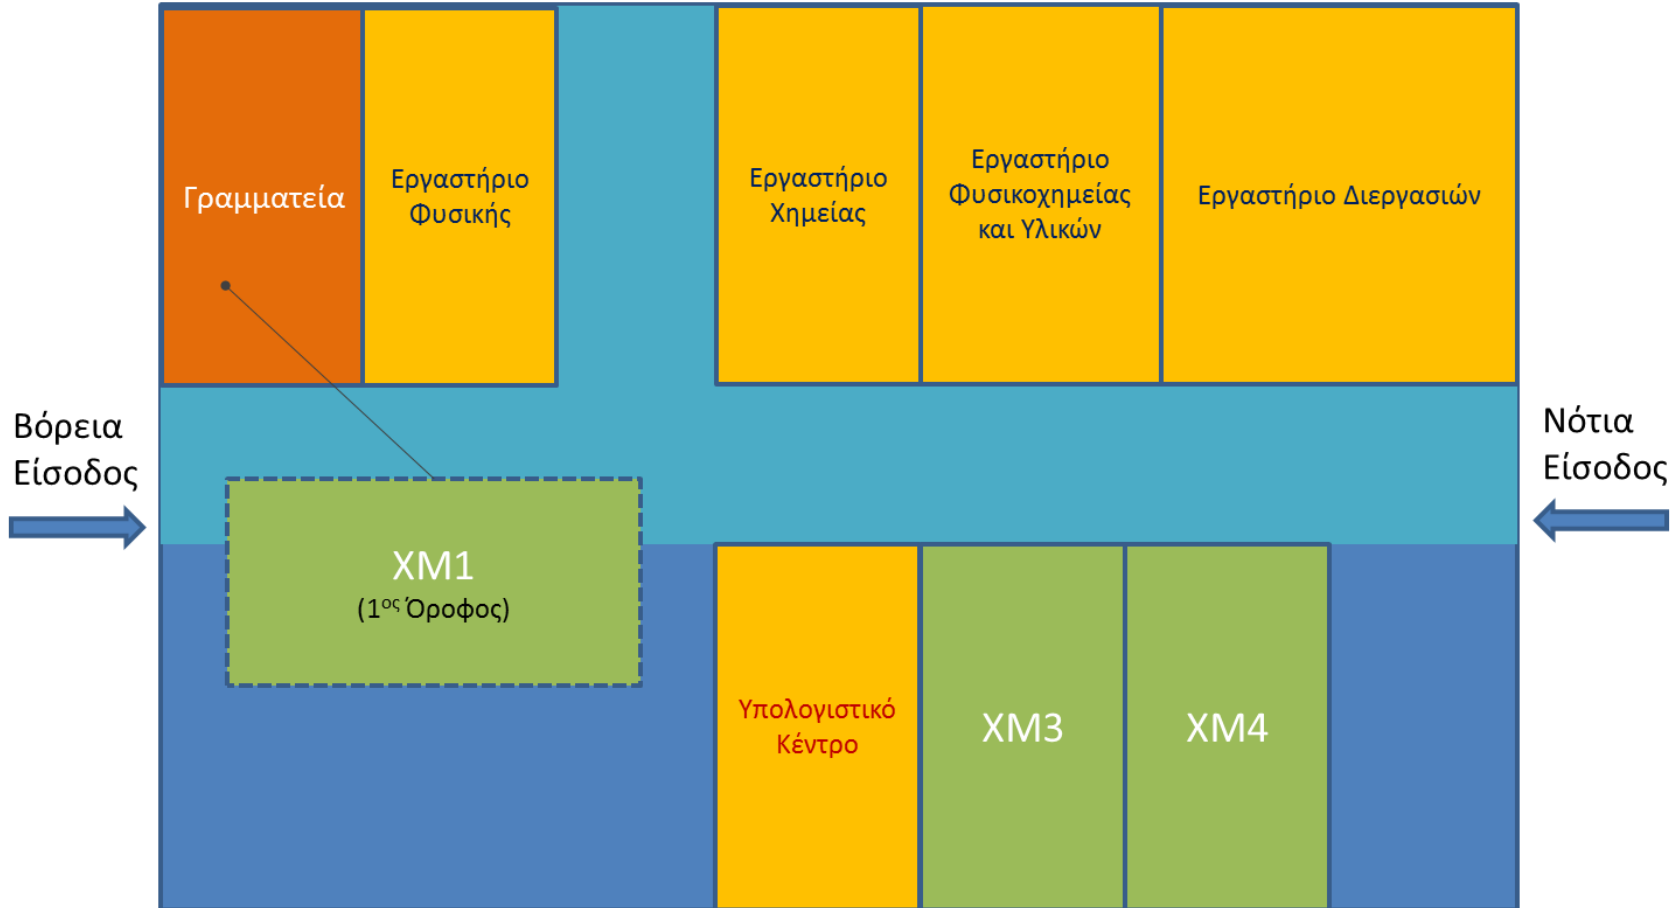 Γραμματεία
Εργαστήριο
Φυσικής
Εργαστήριο
Χημείας
Εργαστήριο
Φυσικοχημείας
και Υλικών
Εργαστήριο Διεργασιών
Βόρεια
Είσοδος
Νότια
Είσοδος
ΧΜ1
(1ος Όροφος)
Υπολογιστικό
Κέντρο
ΧΜ3
ΧΜ4